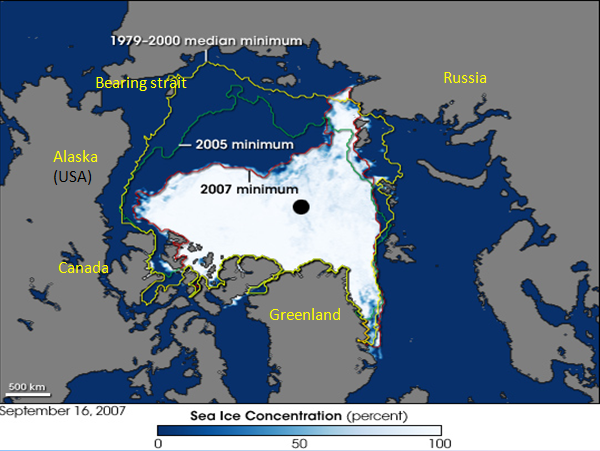 1979–2000 median minimum
Bearing strait
Russia
2005 minimum
Alaska
(USA)
2007 minimum
Canada
Greenland
500 km
September 16, 2007
Sea Ice Concentration (percent)
0 50 100